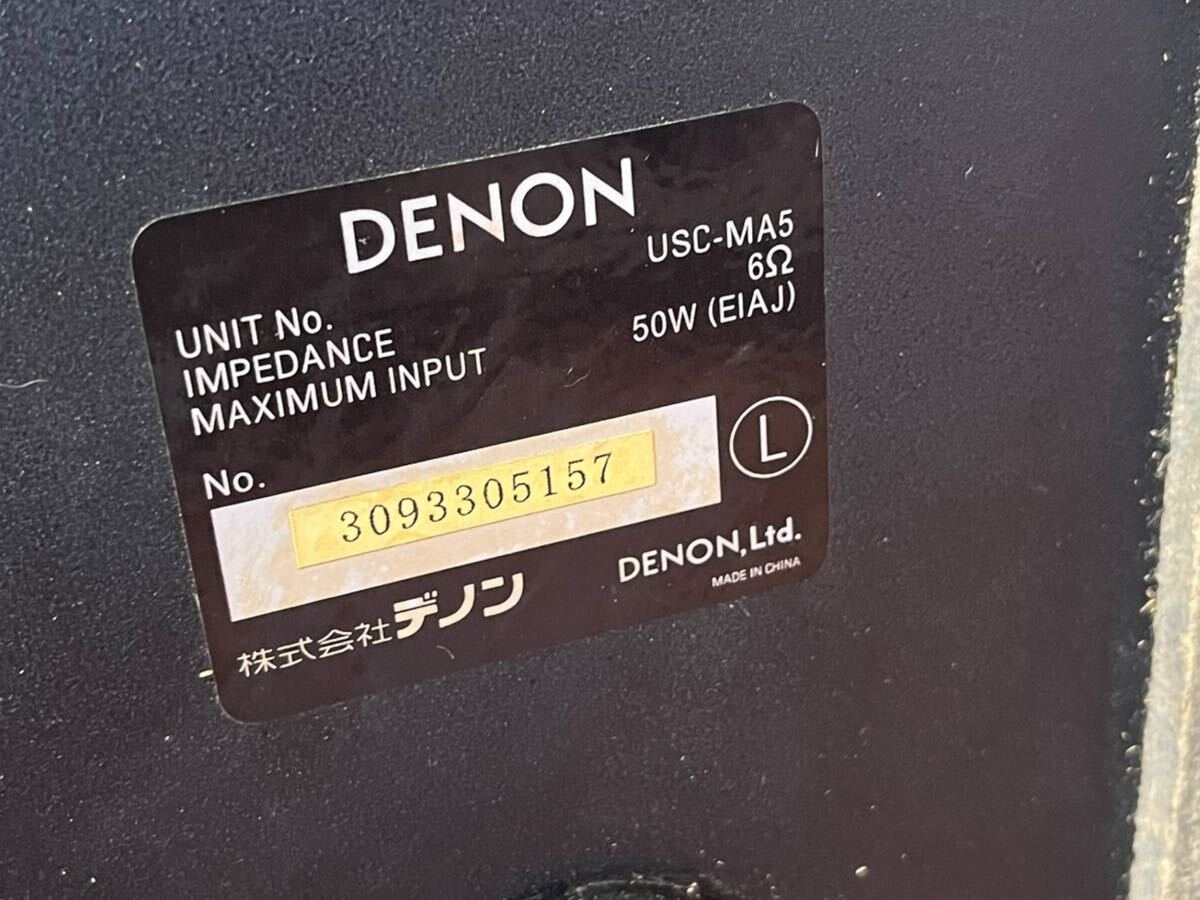 DENON
UNIT No. USC-MA5
IMPEDANCE 6Ω
MAXIMUM INPUT 50W (EIAJ)
No. 3093305157 L
株式会社デノン DENON, Ltd.
MADE IN CHINA